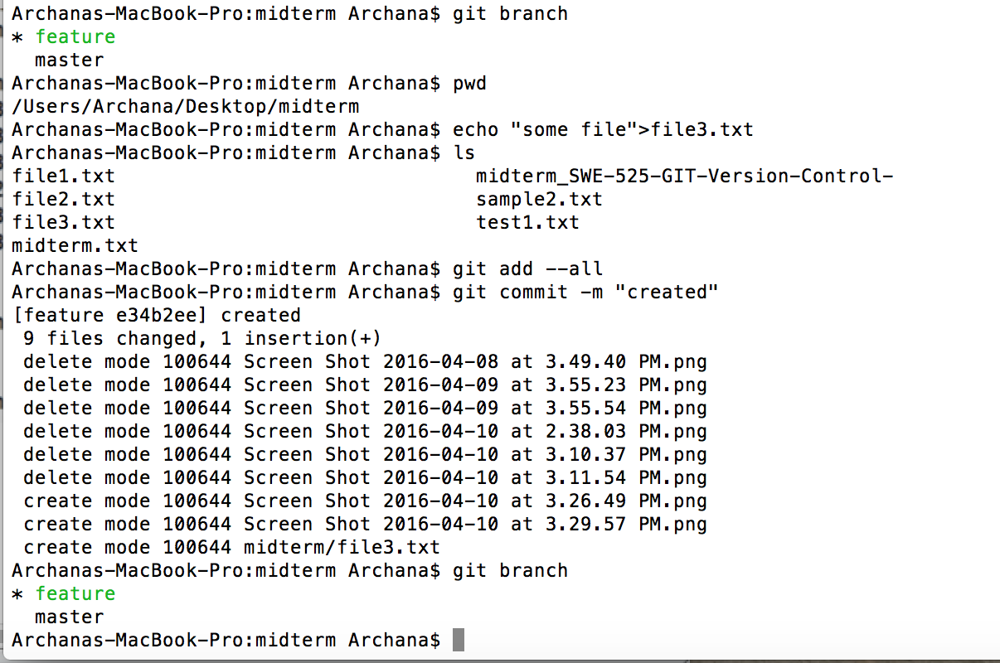 Archanas-MacBook-Pro:midterm Archana$ git branch
* feature
  master
Archanas-MacBook-Pro:midterm Archana$ pwd
/Users/Archana/Desktop/midterm
Archanas-MacBook-Pro:midterm Archana$ echo "some file">file3.txt
Archanas-MacBook-Pro:midterm Archana$ ls
file1.txt                               midterm_SWE-525-GIT-Version-Control-
file2.txt                               sample2.txt
file3.txt                               test1.txt
midterm.txt
Archanas-MacBook-Pro:midterm Archana$ git add --all
Archanas-MacBook-Pro:midterm Archana$ git commit -m "created"
[feature e34b2ee] created
 9 files changed, 1 insertion(+)
 delete mode 100644 Screen Shot 2016-04-08 at 3.49.40 PM.png
 delete mode 100644 Screen Shot 2016-04-09 at 3.55.23 PM.png
 delete mode 100644 Screen Shot 2016-04-09 at 3.55.54 PM.png
 delete mode 100644 Screen Shot 2016-04-10 at 2.38.03 PM.png
 delete mode 100644 Screen Shot 2016-04-10 at 3.10.37 PM.png
 delete mode 100644 Screen Shot 2016-04-10 at 3.11.54 PM.png
 create mode 100644 Screen Shot 2016-04-10 at 3.26.49 PM.png
 create mode 100644 Screen Shot 2016-04-10 at 3.29.57 PM.png
 create mode 100644 midterm/file3.txt
Archanas-MacBook-Pro:midterm Archana$ git branch
* feature
  master
Archanas-MacBook-Pro:midterm Archana$